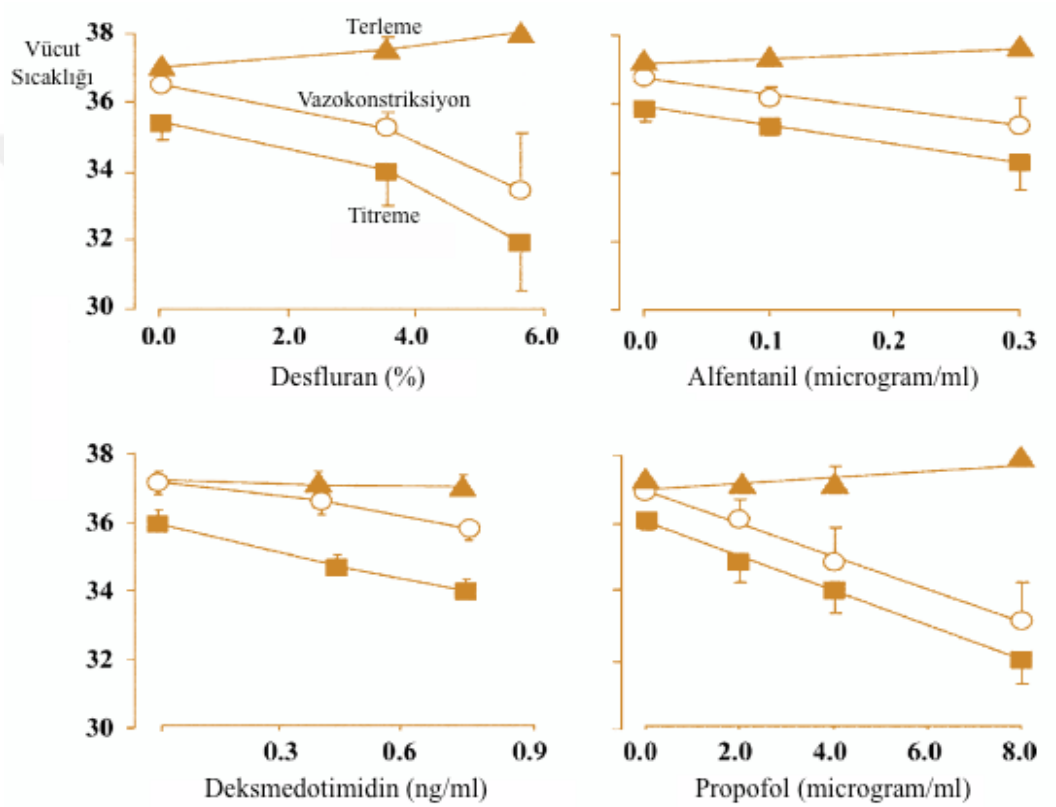 38
Terleme
Vücut
Sıcaklığı
36
Vazokonstriksiyon
34
Titreme
32
30
0.0 2.0 4.0 6.0
Desfluran (%)
0.0 0.1 0.2 0.3
Alfentanil (microgram/ml)
38
36
34
32
30
0.3 0.6 0.9
Deksmedotimidin (ng/ml)
0.0 2.0 4.0 8.0
Propofol (microgram/ml)